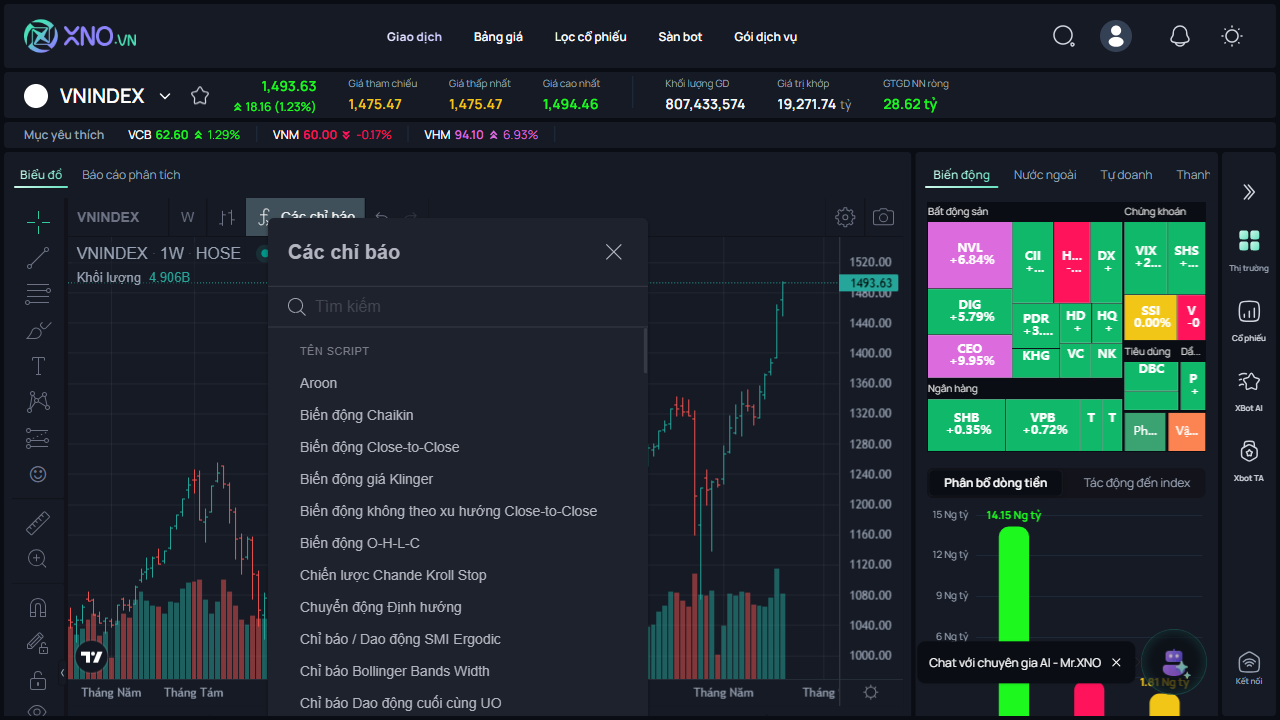 XNO.VN
Giao dịch
Bảng giá
Lọc cổ phiếu
Sàn bot
Gói dịch vụ
VNINDEX
1,493.63
18.16 (1.23%)
Giá tham chiếu
1,475.47
Giá thấp nhất
1,475.47
Giá cao nhất
1,494.46
Khối lượng GD
807,433,574
Giá trị khớp
19,271.74 tỷ
GTGD NN ròng
28.62 tỷ
Mục yêu thích
VCB 62.60 1.29%
VNM 60.00 -0.17%
VHM 94.10 6.93%
Biểu đồ
Báo cáo phân tích
VNINDEX
W
Các chỉ báo
VNINDEX · 1W · HOSE
Khối lượng 4.906B
Các chỉ báo
Tìm kiếm
TÊN SCRIPT
Aroon
Biến động Chaikin
Biến động Close-to-Close
Biến động giá Klinger
Biến động không theo xu hướng Close-to-Close
Biến động O-H-L-C
Chiến lược Chande Kroll Stop
Chuyển động Định hướng
Chỉ báo / Dao động SMI Ergodic
Chỉ báo Bollinger Bands Width
Chỉ báo Dao động cuối cùng UO
1520.00
1493.63
1480.00
1440.00
1400.00
1360.00
1320.00
1280.00
1240.00
1200.00
1160.00
1120.00
1080.00
1040.00
1000.00
Tháng Năm
Tháng Tám
Tháng Năm
Tháng
Biến động
Nước ngoài
Tự doanh
Thanh
Bất động sản
NVL
+6.84%
DIG
+5.79%
CEO
+9.95%
CII
+...
H...
-...
DX
+
PDR
+3....
HD
+
HQ
+
KHG
VC
NK
Chứng khoán
VIX
+2...
SHS
+...
SSI
0.00%
V
-0
Tiêu dùng
Dầ...
DBC
P
+
Ph...
Vậ...
Ngân hàng
SHB
+0.35%
VPB
+0.72%
T
T
Phân bổ dòng tiền
Tác động đến index
15 Ng tỷ
12 Ng tỷ
9 Ng tỷ
6 Ng tỷ
14.15 Ng tỷ
1.81 Ng tỷ
Chat với chuyên gia AI - Mr.XNO
Thị trường
Cổ phiếu
XBot AI
Xbot TA
Kết nối